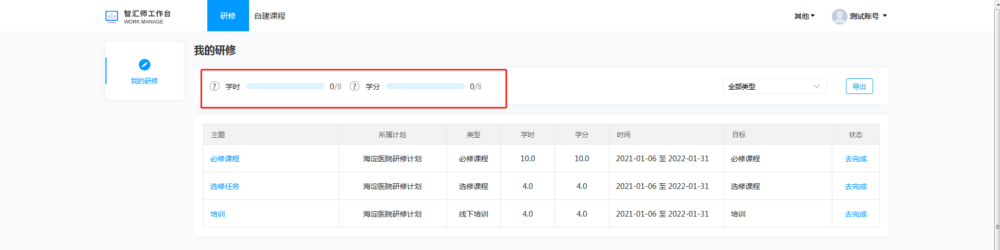 智汇师工作台
WORK MANAGE
研修 自建课程 其他 测试账号
我的研修
我的研修
? 学时 0/8 ? 学分 0/8 全部类型 导出
主题 所属计划 类型 学时 学分 时间 目标 状态
必修课程 海淀医院研修计划 必修课程 10.0 10.0 2021-01-06 至 2022-01-31 必修课程 去完成
选修任务 海淀医院研修计划 选修课程 4.0 4.0 2021-01-06 至 2022-01-31 选修课程 去完成
培训 海淀医院研修计划 线下培训 4.0 4.0 2021-01-06 至 2022-01-31 培训 去完成